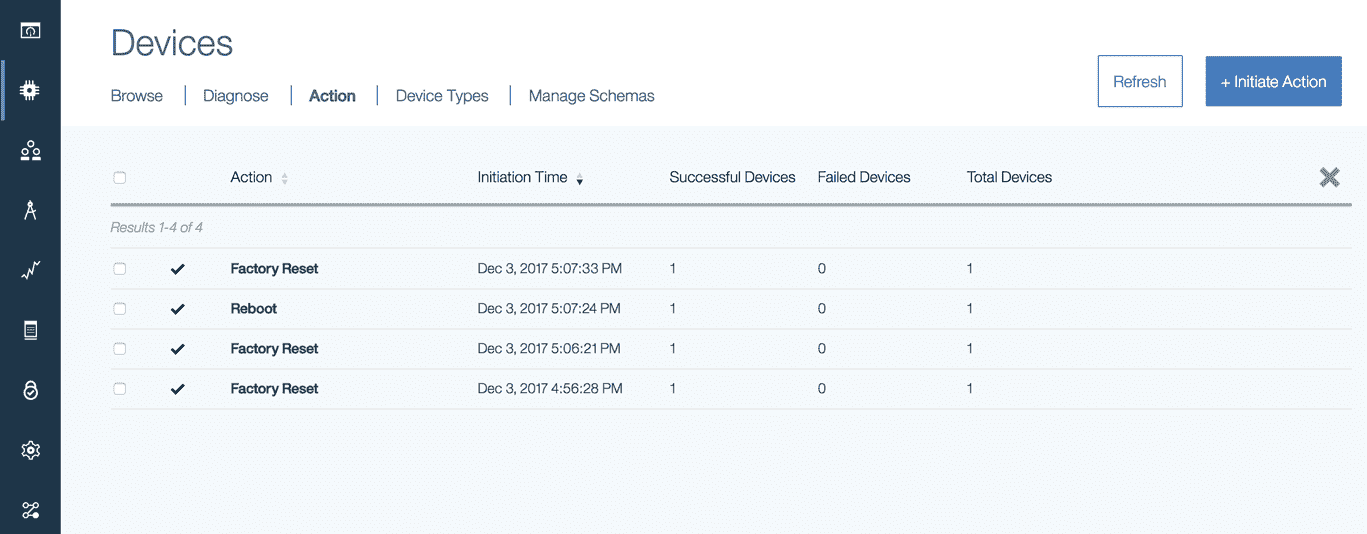 Devices
Browse | Diagnose | Action | Device Types | Manage Schemas
Refresh
+ Initiate Action
Action Initiation Time Successful Devices Failed Devices Total Devices
Results 1-4 of 4
Factory Reset Dec 3, 2017 5:07:33 PM 1 0 1
Reboot Dec 3, 2017 5:07:24 PM 1 0 1
Factory Reset Dec 3, 2017 5:06:21 PM 1 0 1
Factory Reset Dec 3, 2017 4:56:28 PM 1 0 1